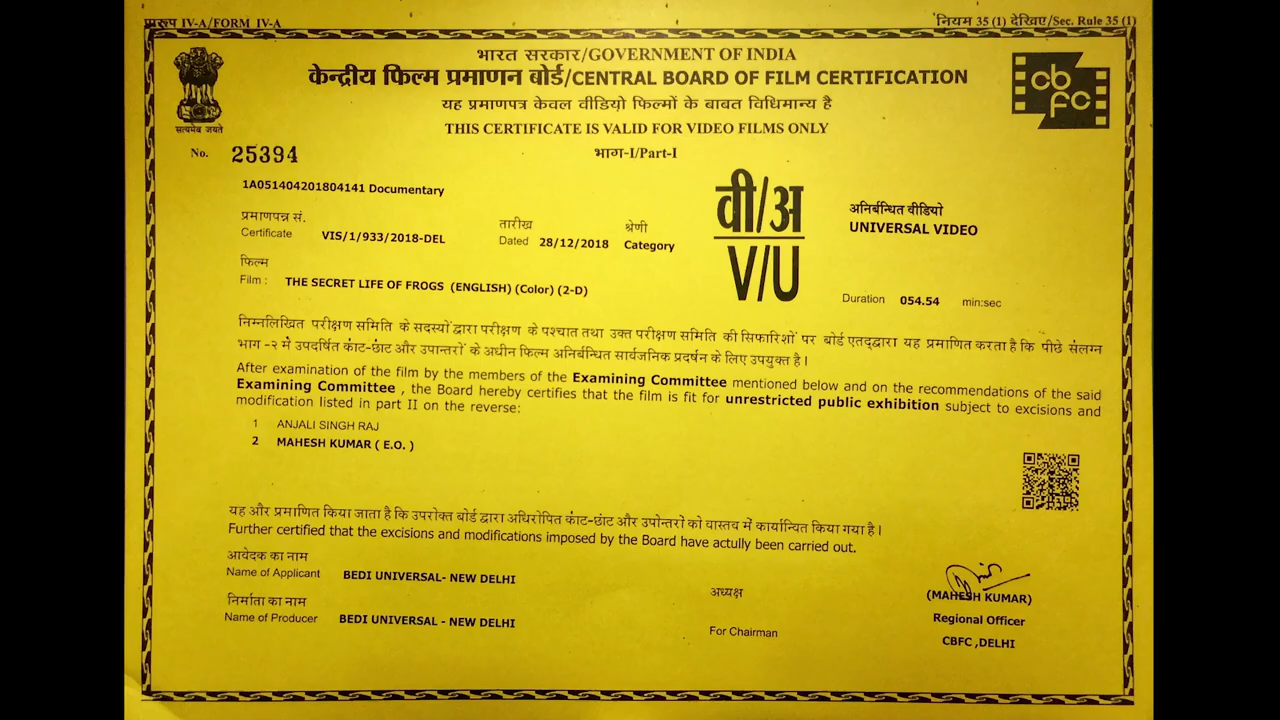 प्रारूप IV-A/FORM IV-A
नियम 35 (1) देखिए/Sec. Rule 35 (1)
भारत सरकार/GOVERNMENT OF INDIA
केन्द्रीय फिल्म प्रमाणन बोर्ड/CENTRAL BOARD OF FILM CERTIFICATION
यह प्रमाणपत्र केवल वीडियो फिल्मों के बाबत विधिमान्य है
THIS CERTIFICATE IS VALID FOR VIDEO FILMS ONLY
सत्यमेव जयते
cbfc
No. 25394
भाग-I/Part-I
1A051404201804141 Documentary
प्रमाणपत्र सं.
Certificate VIS/1/933/2018-DEL
तारीख
Dated 28/12/2018
श्रेणी
Category
वी/अ
V/U
अनिर्बन्धित वीडियो
UNIVERSAL VIDEO
फिल्म
Film : THE SECRET LIFE OF FROGS (ENGLISH) (Color) (2-D)
Duration 054.54 min:sec
निम्नलिखित परीक्षण समिति के सदस्यों द्वारा परीक्षण के पश्चात तथा उक्त परीक्षण समिति की सिफारिशों पर बोर्ड एतद्द्वारा यह प्रमाणित करता है कि पीछे संलग्न
भाग -२ में उपदर्षित काट-छाट और उपान्तरों के अधीन फिल्म अनिर्बन्धित सार्वजनिक प्रदर्षन के लिए उपयुक्त है।
After examination of the film by the members of the Examining Committee mentioned below and on the recommendations of the said
Examining Committee , the Board hereby certifies that the film is fit for unrestricted public exhibition subject to excisions and
modification listed in part II on the reverse:
1 ANJALI SINGH RAJ
2 MAHESH KUMAR ( E.O. )
यह और प्रमाणित किया जाता है कि उपरोक्त बोर्ड द्वारा अधिरोपित काट-छाट और उपोन्तरों को वास्तव में कार्यान्वित किया गया है।
Further certified that the excisions and modifications imposed by the Board have actully been carried out.
आवेदक का नाम
Name of Applicant BEDI UNIVERSAL- NEW DELHI
निर्माता का नाम
Name of Producer BEDI UNIVERSAL - NEW DELHI
अध्यक्ष
For Chairman
(MAHESH KUMAR)
Regional Officer
CBFC ,DELHI